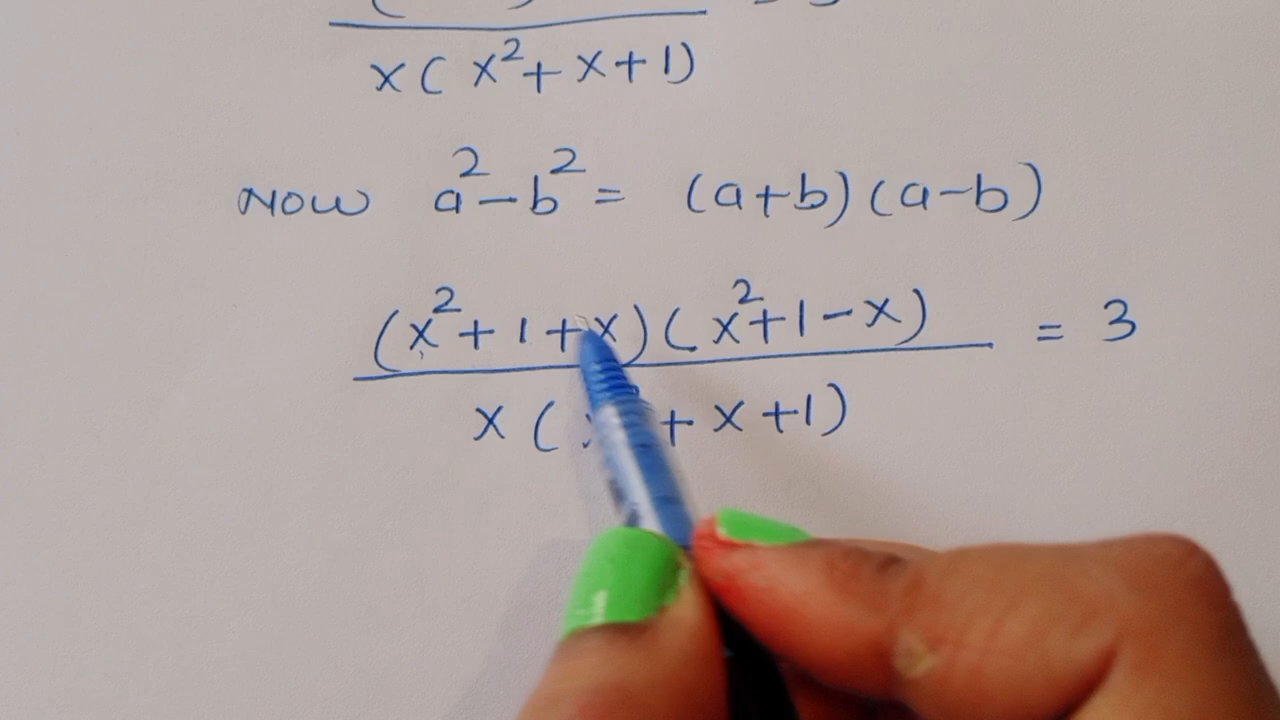 x(x²+x+1)
Now a²-b² = (a+b)(a-b)
(x²+1+x)(x²+1-x) = 3
x( + x +1)